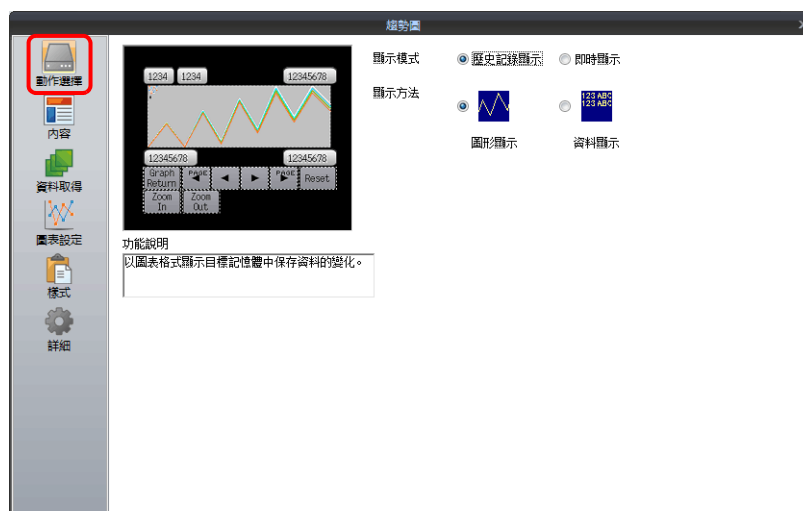 趨勢圖
動作選擇
內容
資料取得
圖表設定
樣式
詳細
1234 1234 12345678
12345678 12345678
Graph Return PAGE PAGE Reset
Zoom In Zoom Out
功能說明
以圖表格式顯示目標記憶體中保存資料的變化。
顯示模式 歷史記錄顯示 即時顯示
顯示方法
123 ABC
123 ABC
圖形顯示 資料顯示